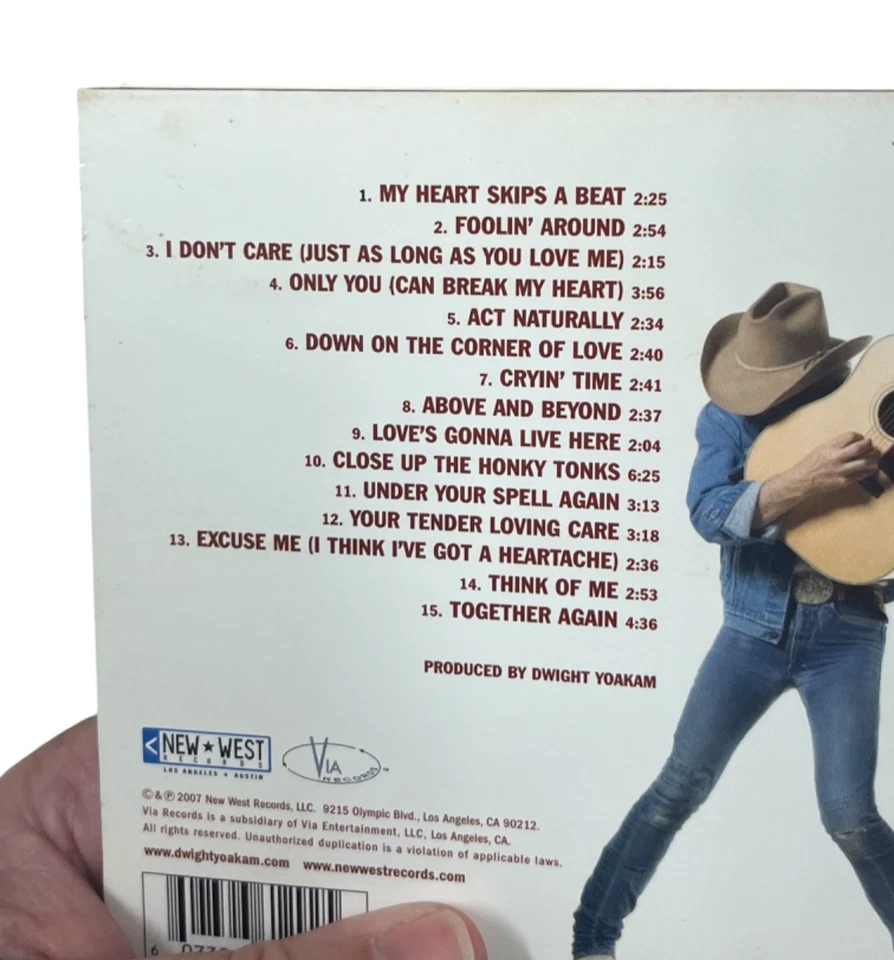 1. MY HEART SKIPS A BEAT 2:25
2. FOOLIN' AROUND 2:54
3. I DON'T CARE (JUST AS LONG AS YOU LOVE ME) 2:15
4. ONLY YOU (CAN BREAK MY HEART) 3:56
5. ACT NATURALLY 2:34
6. DOWN ON THE CORNER OF LOVE 2:40
7. CRYIN' TIME 2:41
8. ABOVE AND BEYOND 2:37
9. LOVE'S GONNA LIVE HERE 2:04
10. CLOSE UP THE HONKY TONKS 6:25
11. UNDER YOUR SPELL AGAIN 3:13
12. YOUR TENDER LOVING CARE 3:18
13. EXCUSE ME (I THINK I'VE GOT A HEARTACHE) 2:36
14. THINK OF ME 2:53
15. TOGETHER AGAIN 4:36
PRODUCED BY DWIGHT YOAKAM
NEW★WEST
RECORDS
LOS ANGELES ★ AUSTIN
VIA
RECORDS™
©&℗ 2007 New West Records, LLC. 9215 Olympic Blvd., Los Angeles, CA 90212.
Via Records is a subsidiary of Via Entertainment, LLC, Los Angeles, CA.
All rights reserved. Unauthorized duplication is a violation of applicable laws.
www.dwightyoakam.com www.newwestrecords.com
6